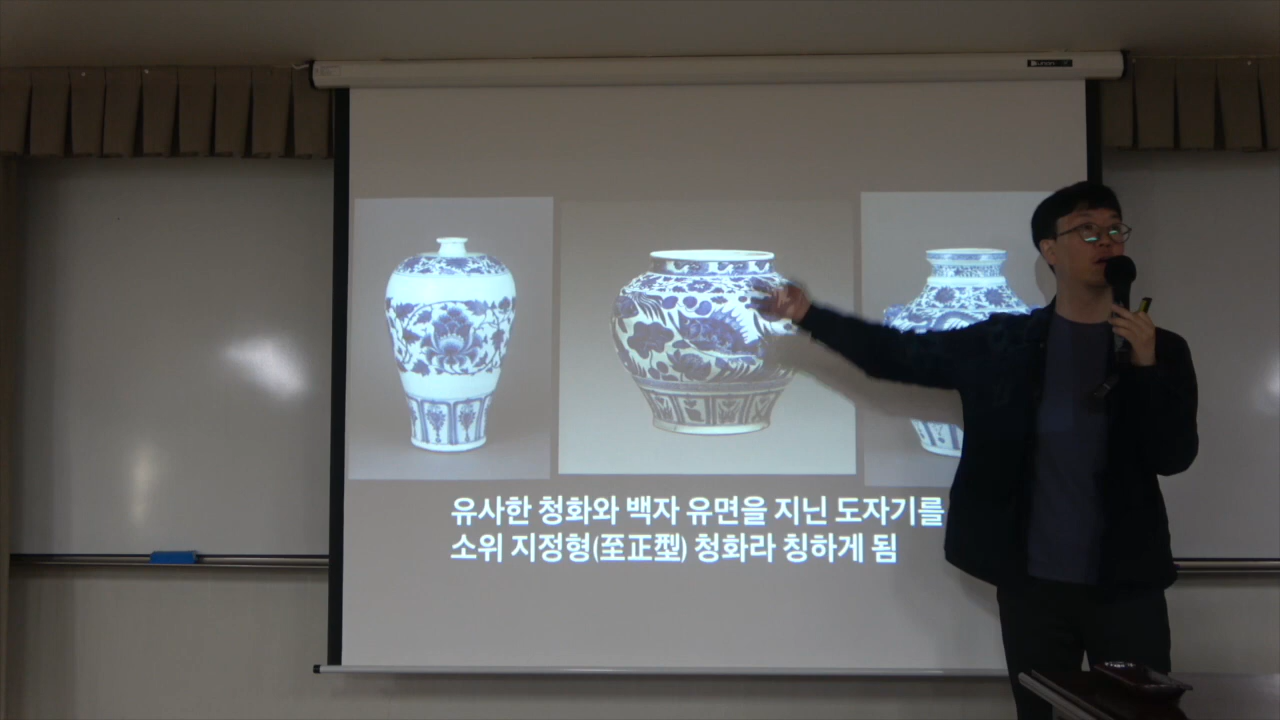 유사한 청화와 백자 유면을 지닌 도자기를
소위 지정형(至正型) 청화라 칭하게 됨